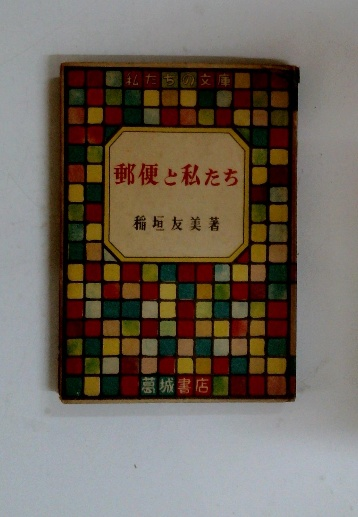 私たちの文庫
郵便と私たち
稲垣友美著
葛城書店